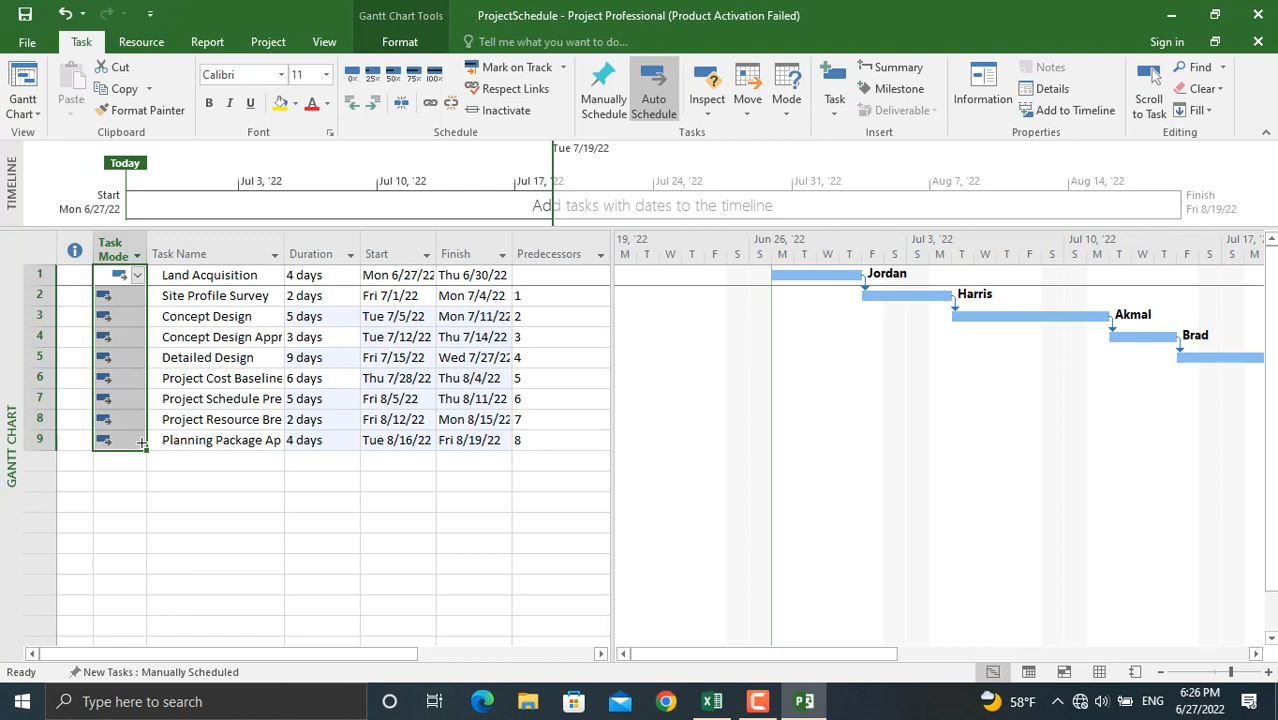 Gantt Chart Tools
ProjectSchedule - Project Professional (Product Activation Failed)
File Task Resource Report Project View Format Tell me what you do want to do...
Sign in
Gantt Chart
View
Paste
Cut
Copy
Format Painter
Clipboard
Calibri 11
B I U A
Font
0% 25% 50% 75% 100%
Mark on Track
Respect Links
Inactivate
Schedule
Manually Schedule
Auto Schedule
Inspect
Move
Mode
Tasks
Task
Summary
Milestone
Deliverable
Insert
Information
Notes
Details
Add to Timeline
Properties
Scroll to Task
Find
Clear
Fill
Editing
TIMELINE
Tue 7/19/22
Today
Jul 3, '22 Jul 10, '22 Jul 17, '22 Jul 24, '22 Jul 31, '22 Aug 7, '22 Aug 14, '22
Start
Mon 6/27/22
Add tasks with dates to the timeline
Finish
Fri 8/19/22
GANTT CHART
Task Mode Task Name Duration Start Finish Predecessors
1 Land Acquisition 4 days Mon 6/27/22 Thu 6/30/22
2 Site Profile Survey 2 days Fri 7/1/22 Mon 7/4/22 1
3 Concept Design 5 days Tue 7/5/22 Mon 7/11/22 2
4 Concept Design Appr 3 days Tue 7/12/22 Thu 7/14/22 3
5 Detailed Design 9 days Fri 7/15/22 Wed 7/27/22 4
6 Project Cost Baseline 6 days Thu 7/28/22 Thu 8/4/22 5
7 Project Schedule Pre 5 days Fri 8/5/22 Thu 8/11/22 6
8 Project Resource Bre 2 days Fri 8/12/22 Mon 8/15/22 7
9 Planning Package Ap 4 days Tue 8/16/22 Fri 8/19/22 8
19, '22 Jun 26, '22 Jul 3, '22 Jul 10, '22 Jul 17, '22
M T W T F S S M T W T F S S M T W T F S S M T W T F S S M
Jordan
Harris
Akmal
Brad
Ready New Tasks : Manually Scheduled
Type here to search
58°F
ENG
6:26 PM
6/27/2022